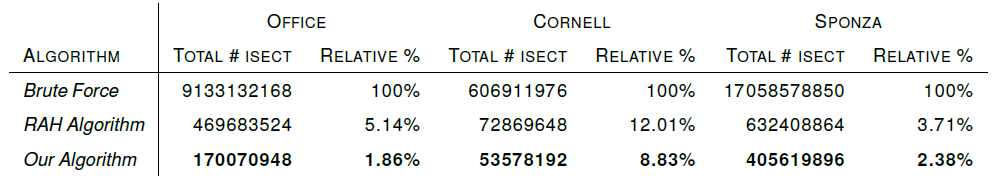 OFFICE CORNELL SPONZA
ALGORITHM TOTAL # ISECT RELATIVE % TOTAL # ISECT RELATIVE % TOTAL # ISECT RELATIVE %
Brute Force 9133132168 100% 606911976 100% 17058578850 100%
RAH Algorithm 469683524 5.14% 72869648 12.01% 632408864 3.71%
Our Algorithm 170070948 1.86% 53578192 8.83% 405619896 2.38%